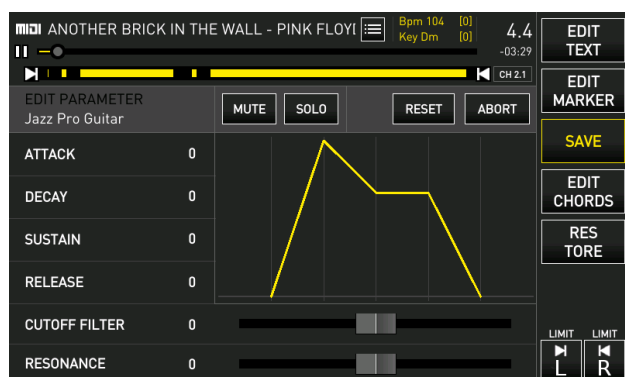 MIDI ANOTHER BRICK IN THE WALL - PINK FLOYI
Bpm 104 [0]
Key Dm [0]
4.4
-03:29
CH 2.1
EDIT PARAMETER
Jazz Pro Guitar
MUTE
SOLO
RESET
ABORT
ATTACK 0
DECAY 0
SUSTAIN 0
RELEASE 0
CUTOFF FILTER 0
RESONANCE 0
EDIT
TEXT
EDIT
MARKER
SAVE
EDIT
CHORDS
RES
TORE
LIMIT LIMIT
L R